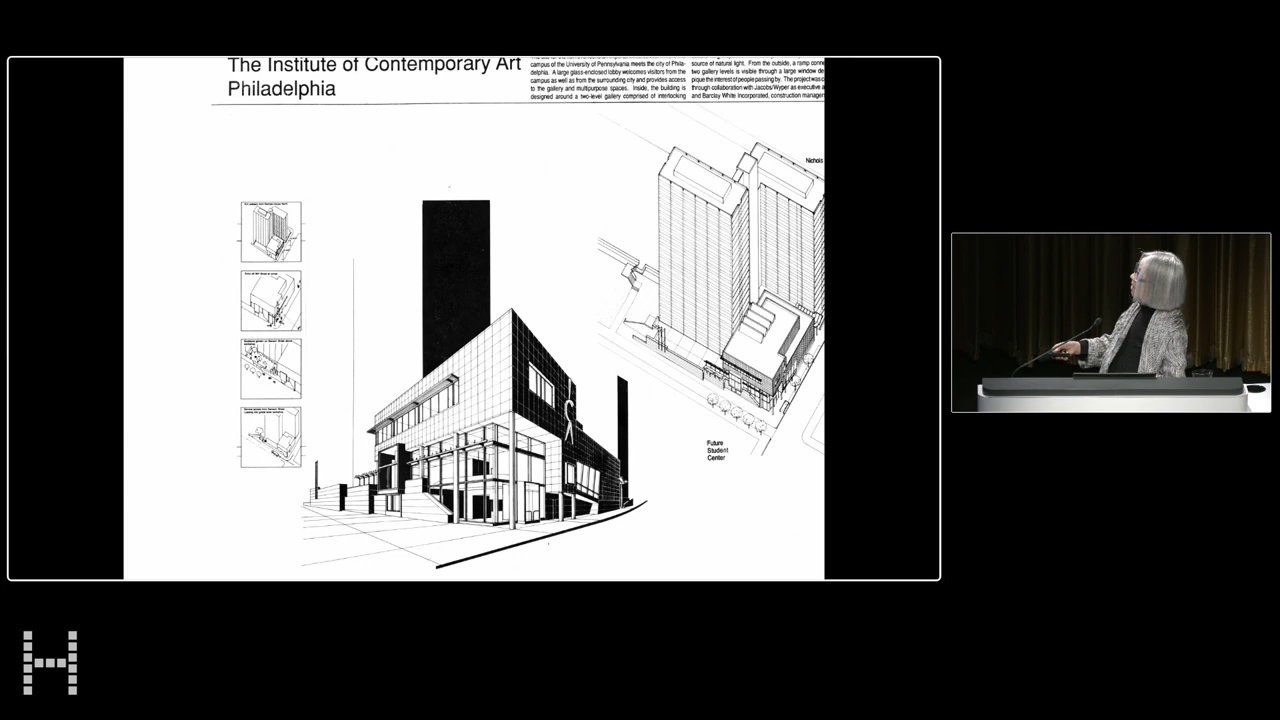 The Institute of Contemporary Art
Philadelphia
campus of the University of Pennsylvania meets the city of Phila-
delphia. A large glass-enclosed lobby welcomes visitors from the
campus as well as from the surrounding city and provides access
to the gallery and multipurpose spaces. Inside, the building is
designed around a two-level gallery comprised of interlocking
source of natural light. From the outside, a ramp conne
two gallery levels is visible through a large window de
pique the interest of people passing by. The project was c
through collaboration with Jacobs/Wyper as executive a
and Barclay White Incorporated, construction manager
Nichols
ICA
Future
Student
Center
H